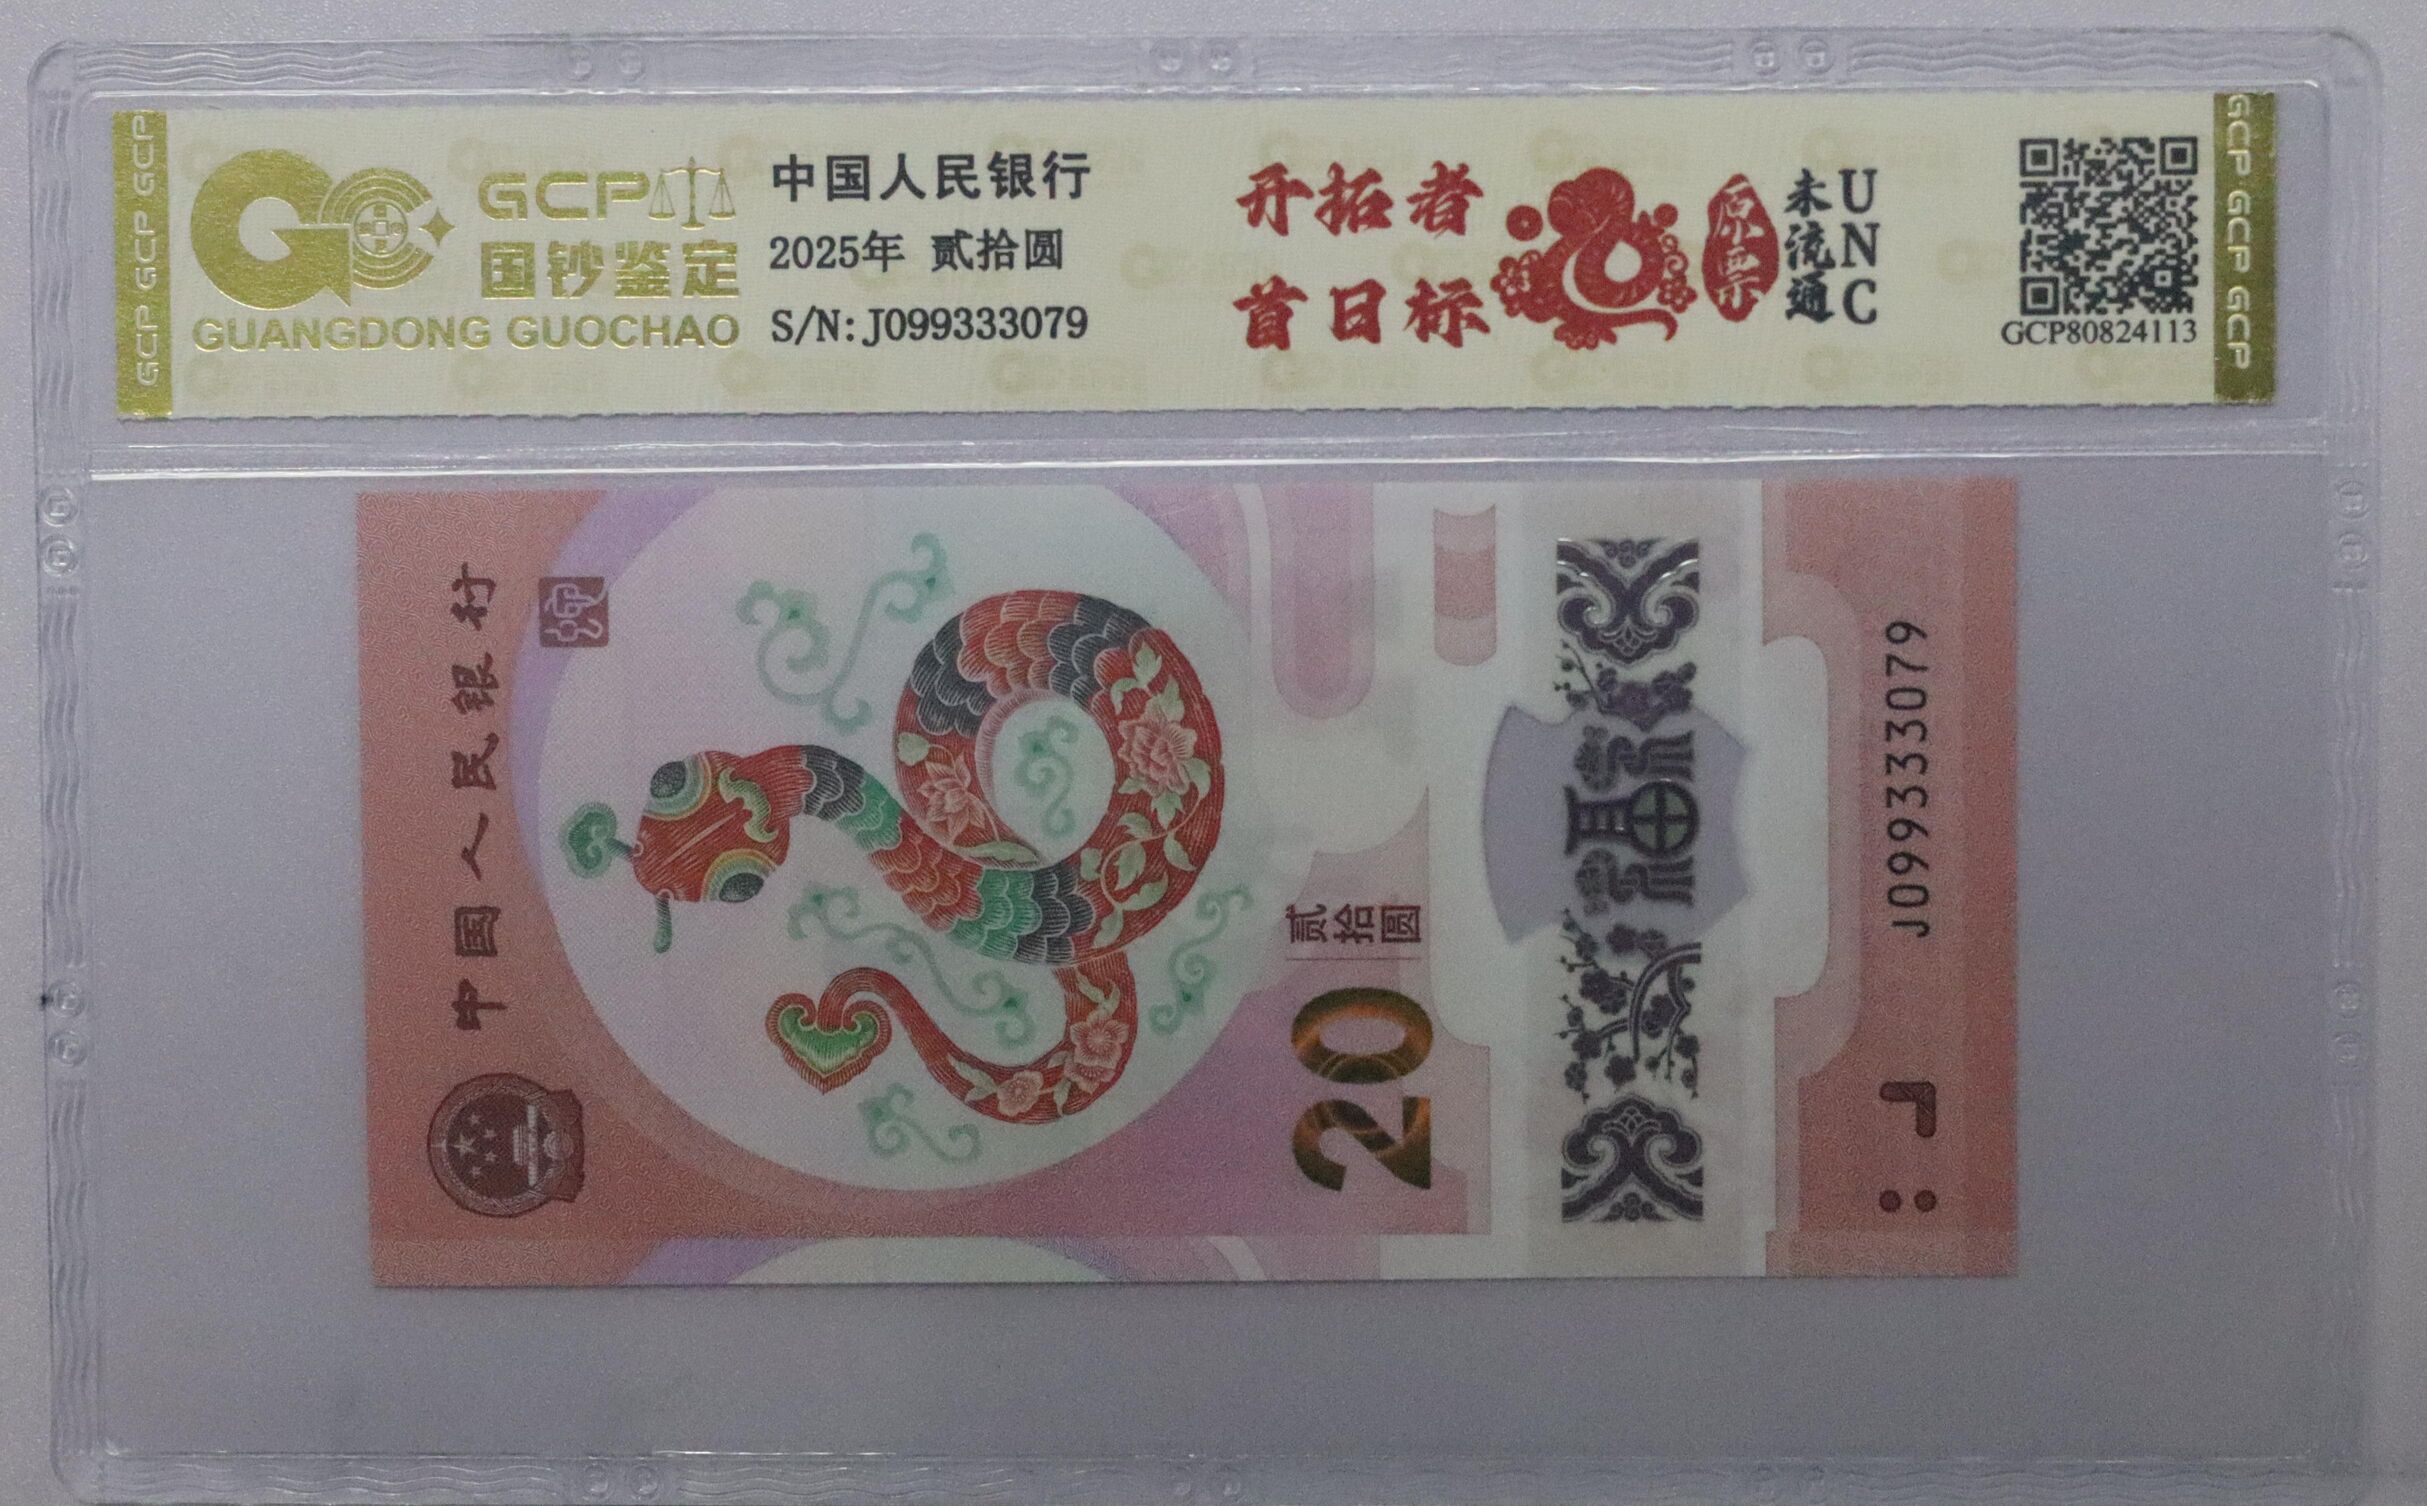 GCP GCP GCP
GCP
国钞鉴定
GUANGDONG GUOCHAO
中国人民银行
2025年 贰拾圆
S/N: J099333079
开拓者
首日标
原票
未流通
UNC
GCP80824113
GCP GCP GCP
中国人民银行
贰拾圆
20
福
J099333079